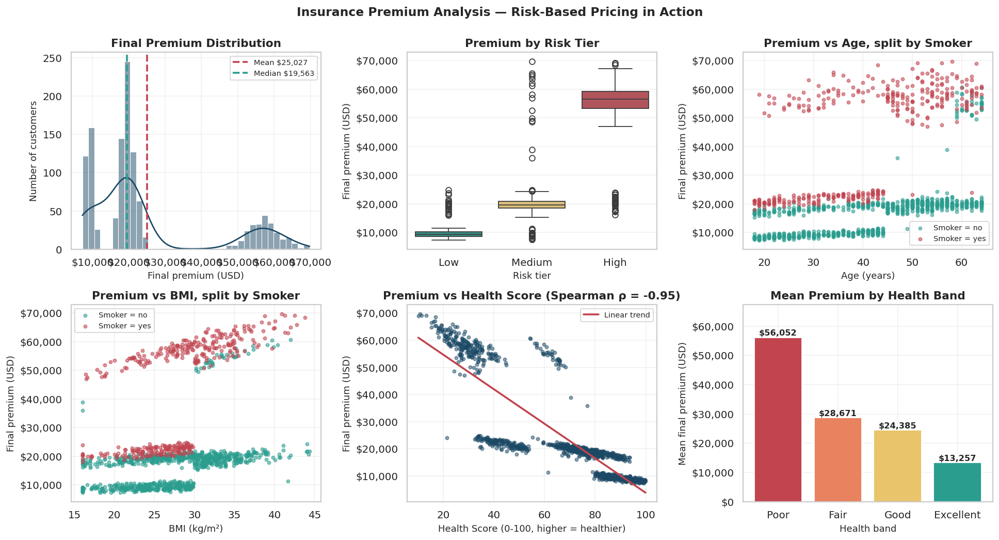 Insurance Premium Analysis — Risk-Based Pricing in Action
Final Premium Distribution
250
200
150
100
50
0
Number of customers
Mean $25,027
Median $19,563
$10,000 $20,000 $30,000 $40,000 $50,000 $60,000 $70,000
Final premium (USD)
Premium by Risk Tier
$70,000
$60,000
$50,000
$40,000
$30,000
$20,000
$10,000
Final premium (USD)
Low Medium High
Risk tier
Premium vs Age, split by Smoker
$70,000
$60,000
$50,000
$40,000
$30,000
$20,000
$10,000
Final premium (USD)
Smoker = no
Smoker = yes
20 30 40 50 60
Age (years)
Premium vs BMI, split by Smoker
Smoker = no
Smoker = yes
$70,000
$60,000
$50,000
$40,000
$30,000
$20,000
$10,000
Final premium (USD)
15 20 25 30 35 40 45
BMI (kg/m²)
Premium vs Health Score (Spearman ρ = -0.95)
Linear trend
$70,000
$60,000
$50,000
$40,000
$30,000
$20,000
$10,000
Final premium (USD)
20 40 60 80 100
Health Score (0-100, higher = healthier)
Mean Premium by Health Band
$60,000
$50,000
$40,000
$30,000
$20,000
$10,000
$0
Mean final premium (USD)
$56,052
$28,671
$24,385
$13,257
Poor Fair Good Excellent
Health band